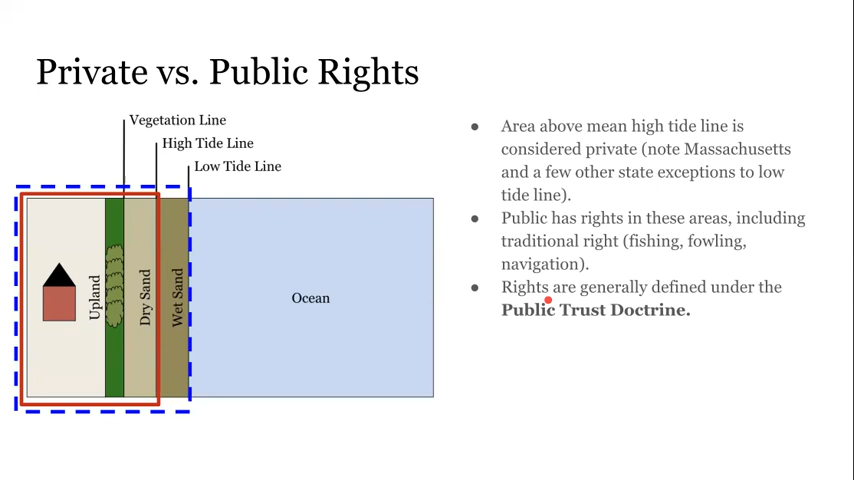 Private vs. Public Rights
Vegetation Line
High Tide Line
Low Tide Line
Upland
Dry Sand
Wet Sand
Ocean
● Area above mean high tide line is
considered private (note Massachusetts
and a few other state exceptions to low
tide line).
● Public has rights in these areas, including
traditional right (fishing, fowling,
navigation).
● Rights are generally defined under the
Public Trust Doctrine.